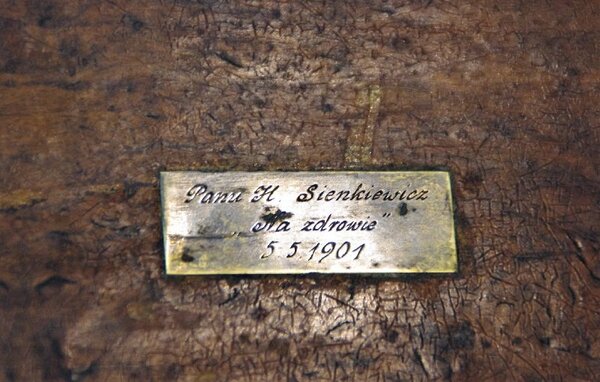 Panu H. Sienkiewicz
„Na zdrowie"
5.5.1901